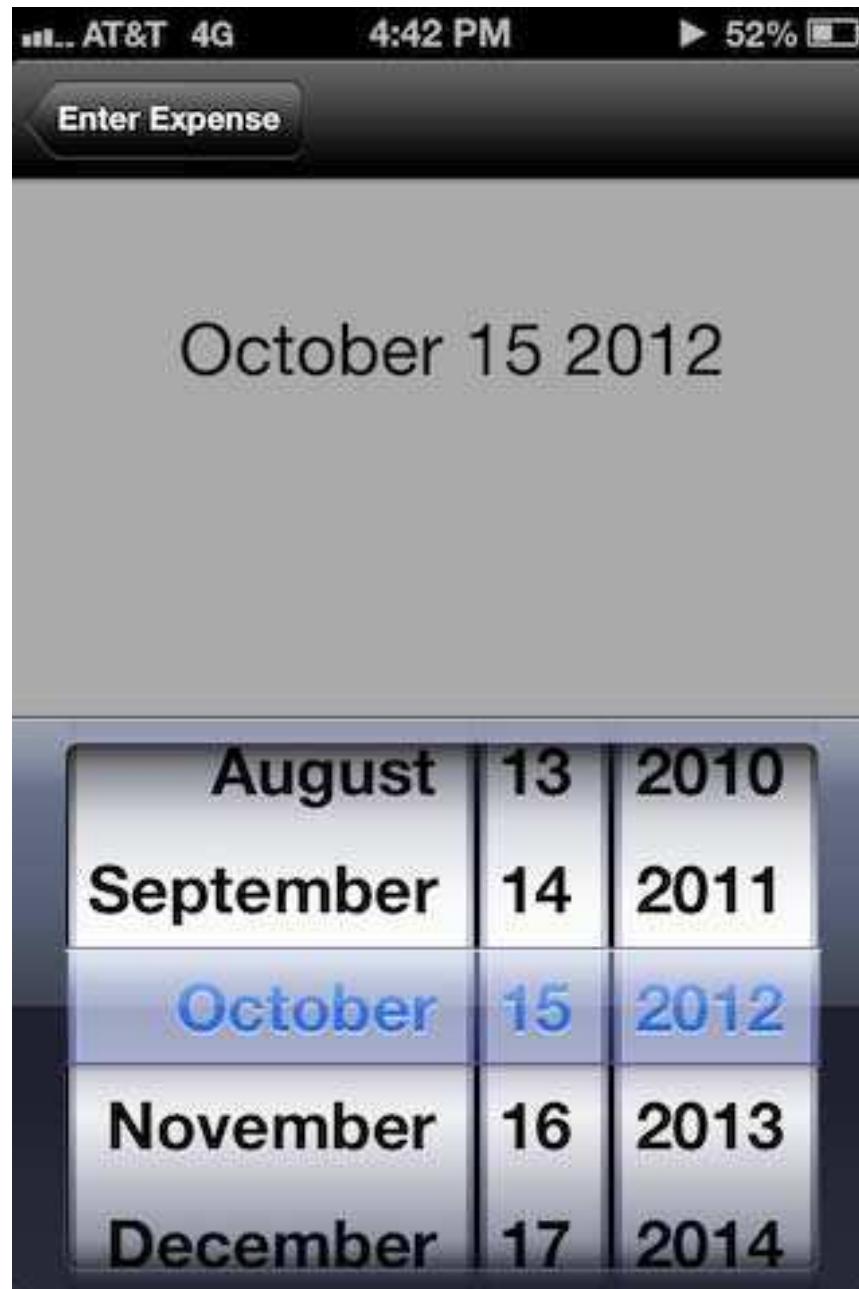 AT&T 4G 4:42 PM 52%
Enter Expense
October 15 2012
August 13 2010
September 14 2011
October 15 2012
November 16 2013
December 17 2014